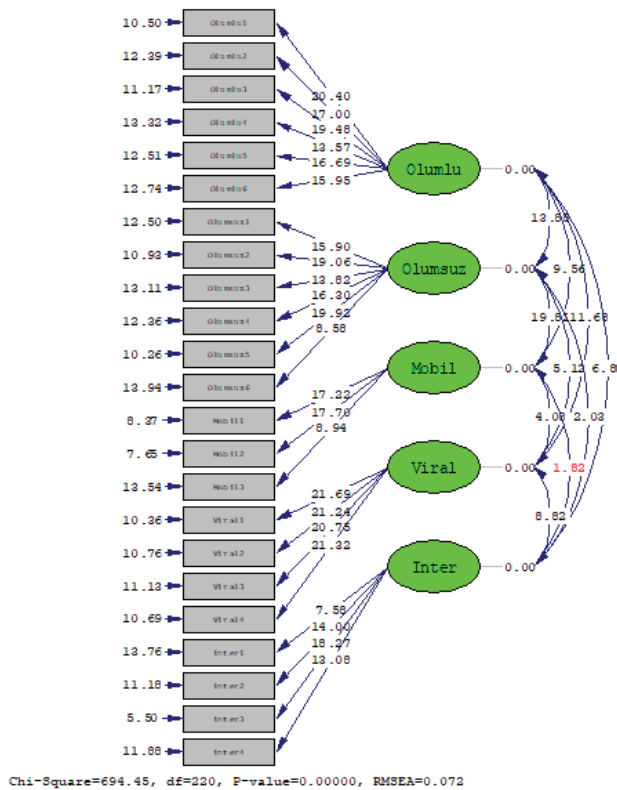 10.50 Olumlu1
12.39 Olumlu2
11.17 Olumlu3
13.32 Olumlu4
12.51 Olumlu5
12.74 Olumlu6
12.50 Olumsuz1
10.93 Olumsuz2
13.11 Olumsuz3
12.36 Olumsuz4
10.26 Olumsuz5
13.94 Olumsuz6
8.37 Mobil1
7.65 Mobil2
13.54 Mobil3
10.36 Viral1
10.76 Viral2
11.13 Viral3
10.69 Viral4
13.76 Inter1
11.18 Inter2
5.50 Inter3
11.88 Inter4
20.40
17.00
19.48
13.57
16.69
15.95
15.90
19.06
13.82
16.30
19.92
8.58
17.22
17.70
8.94
21.69
21.24
20.75
21.32
7.58
14.00
18.27
13.08
Olumlu 0.00
Olumsuz 0.00
Mobil 0.00
Viral 0.00
Inter 0.00
9.56
11.68
5.12
2.03
1.82
8.82
Chi-Square=694.45, df=220, P-value=0.00000, RMSEA=0.072